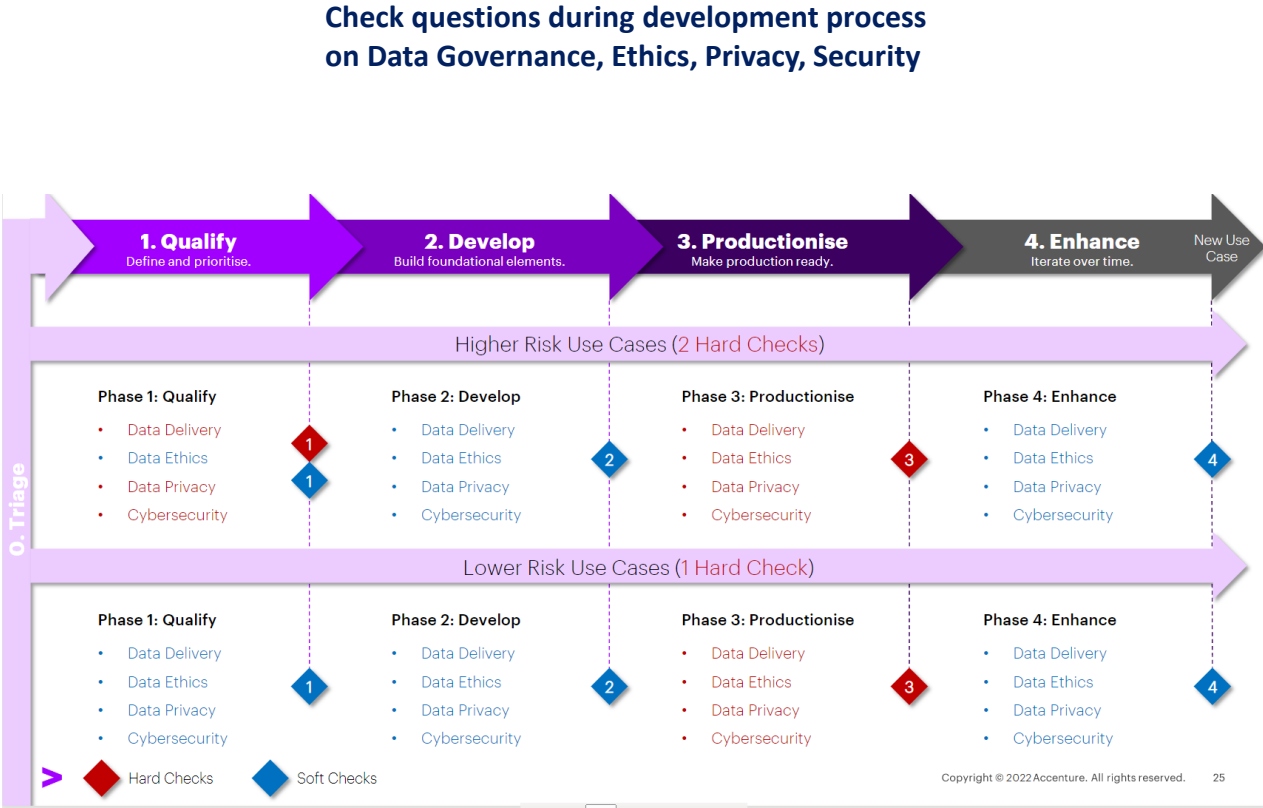 Check questions during development process
on Data Governance, Ethics, Privacy, Security
1. Qualify
Define and prioritise.
2. Develop
Build foundational elements.
3. Productionise
Make production ready.
4. Enhance
Iterate over time.
New Use
Case
0. Triage
Higher Risk Use Cases (2 Hard Checks)
Phase 1: Qualify
• Data Delivery
• Data Ethics
• Data Privacy
• Cybersecurity
1
1
Phase 2: Develop
• Data Delivery
• Data Ethics
• Data Privacy
• Cybersecurity
2
Phase 3: Productionise
• Data Delivery
• Data Ethics
• Data Privacy
• Cybersecurity
3
Phase 4: Enhance
• Data Delivery
• Data Ethics
• Data Privacy
• Cybersecurity
4
Lower Risk Use Cases (1 Hard Check)
Phase 1: Qualify
• Data Delivery
• Data Ethics
• Data Privacy
• Cybersecurity
1
Phase 2: Develop
• Data Delivery
• Data Ethics
• Data Privacy
• Cybersecurity
2
Phase 3: Productionise
• Data Delivery
• Data Ethics
• Data Privacy
• Cybersecurity
3
Phase 4: Enhance
• Data Delivery
• Data Ethics
• Data Privacy
• Cybersecurity
4
>
Hard Checks
Soft Checks
Copyright © 2022 Accenture. All rights reserved. 25